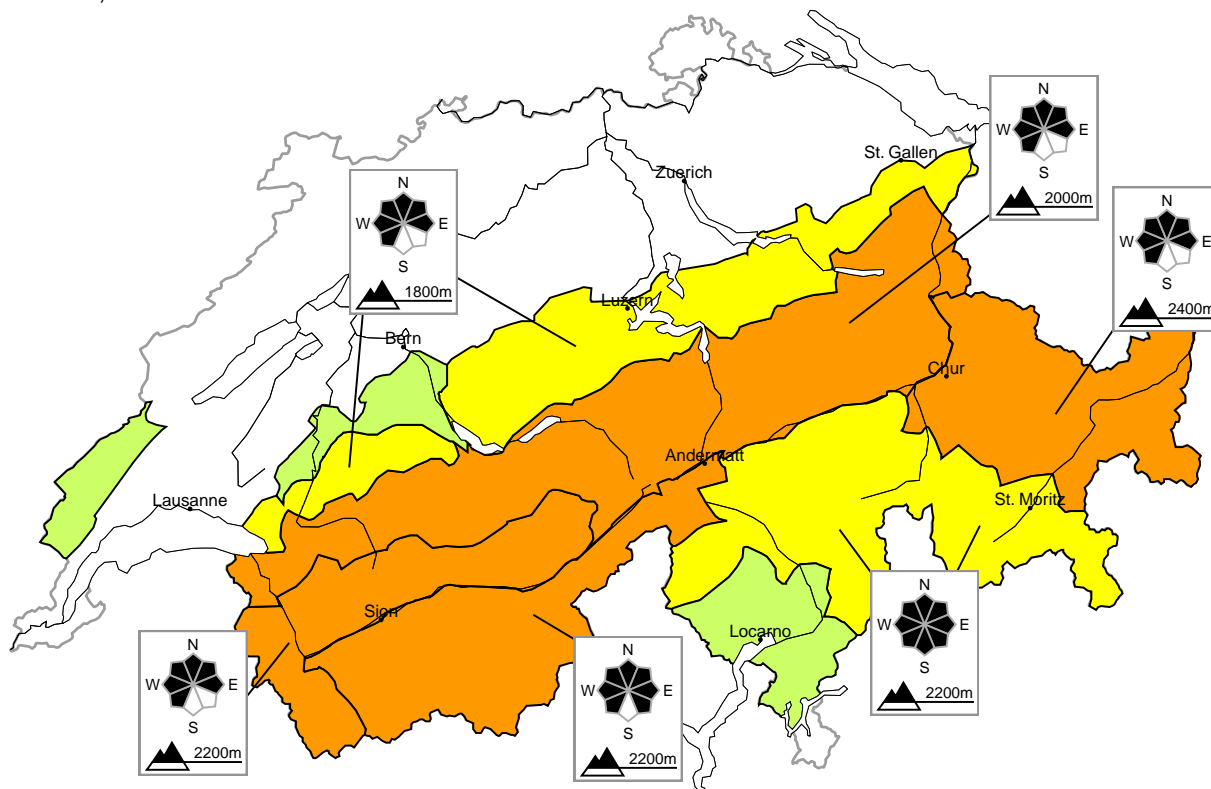 N
W E
S
2000m
St. Gallen
Zuerich
N
W E
S
1800m
N
W E
S
2400m
Luzern
Bern
Chur
Andermatt
Lausanne
St. Moritz
Sion
Locarno
N
W E
S
2200m
N
W E
S
2200m
N
W E
S
2200m